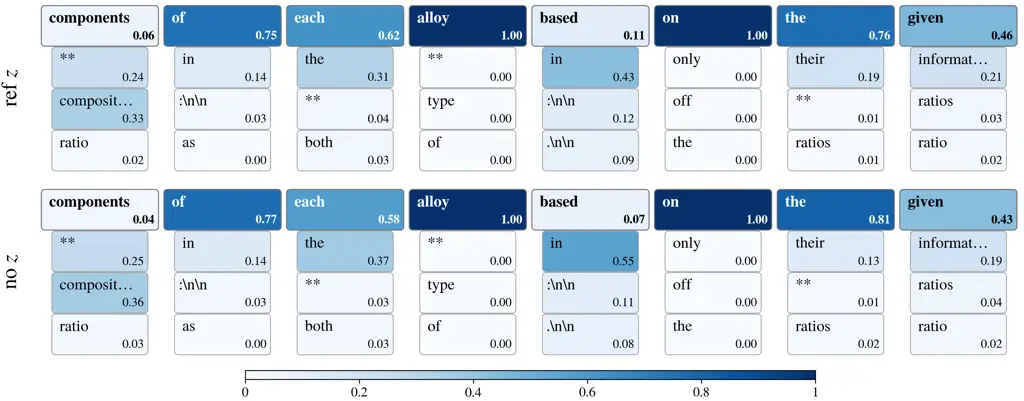 components of each alloy based on the given
0.06 0.75 0.62 1.00 0.11 1.00 0.76 0.46
** in the ** in only their informat…
0.24 0.14 0.31 0.00 0.43 0.00 0.19 0.21
composit… :\n\n ** type :\n\n off ** ratios
0.33 0.03 0.04 0.00 0.12 0.00 0.01 0.03
ratio as both of .\n\n the ratios ratio
0.02 0.00 0.03 0.00 0.09 0.00 0.01 0.02
ref z
components of each alloy based on the given
0.04 0.77 0.58 1.00 0.07 1.00 0.81 0.43
** in the ** in only their informat…
0.25 0.14 0.37 0.00 0.55 0.00 0.13 0.19
composit… :\n\n ** type :\n\n off ** ratios
0.36 0.03 0.03 0.00 0.11 0.00 0.01 0.04
ratio as both of .\n\n the ratios ratio
0.03 0.00 0.03 0.00 0.08 0.00 0.02 0.02
no z
0 0.2 0.4 0.6 0.8 1